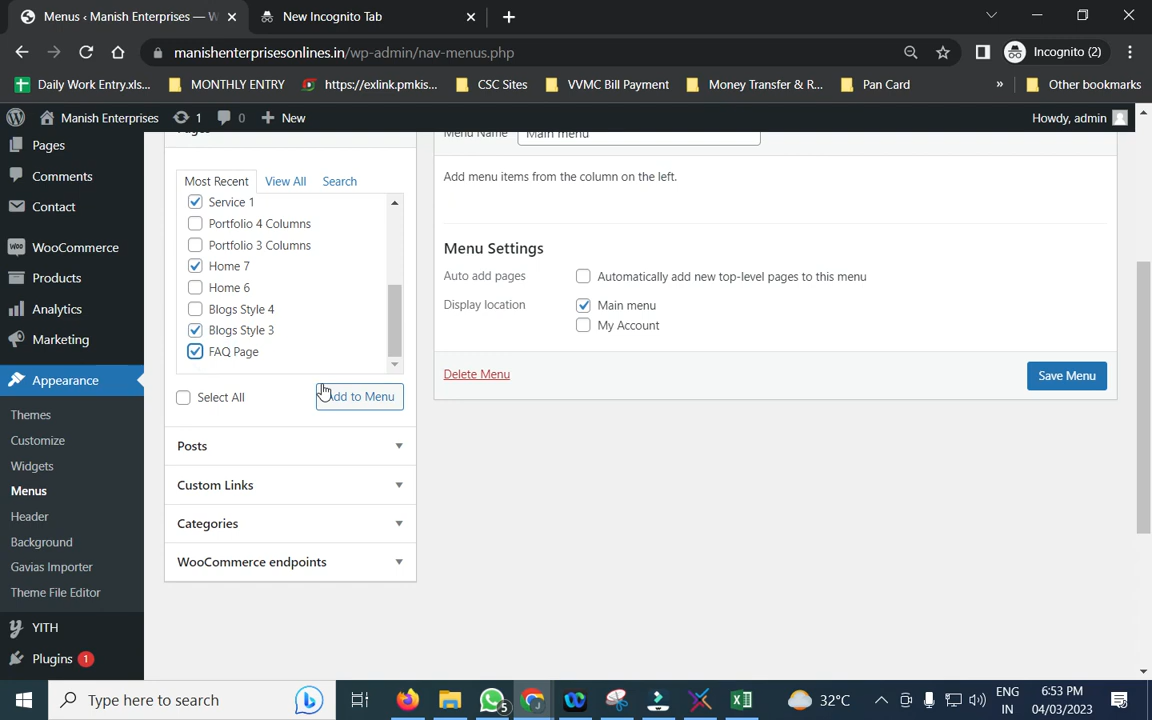 Menus ‹ Manish Enterprises — W
New Incognito Tab
manishenterprisesonlines.in/wp-admin/nav-menus.php
Incognito (2)
Daily Work Entry.xls...
MONTHLY ENTRY
https://exlink.pmkis...
CSC Sites
VVMC Bill Payment
Money Transfer & R...
Pan Card
»
Other bookmarks
Manish Enterprises
1
0
New
Howdy, admin
Pages
Comments
Contact
WooCommerce
Products
Analytics
Marketing
Appearance
Themes
Customize
Widgets
Menus
Header
Background
Gavias Importer
Theme File Editor
YITH
Plugins 1
Pages
Most Recent
View All
Search
Service 1
Portfolio 4 Columns
Portfolio 3 Columns
Home 7
Home 6
Blogs Style 4
Blogs Style 3
FAQ Page
Select All
Add to Menu
Posts
Custom Links
Categories
WooCommerce endpoints
Menu Name
Main menu
Add menu items from the column on the left.
Menu Settings
Auto add pages
Automatically add new top-level pages to this menu
Display location
Main menu
My Account
Delete Menu
Save Menu
Type here to search
5
32°C
ENG
IN
6:53 PM
04/03/2023